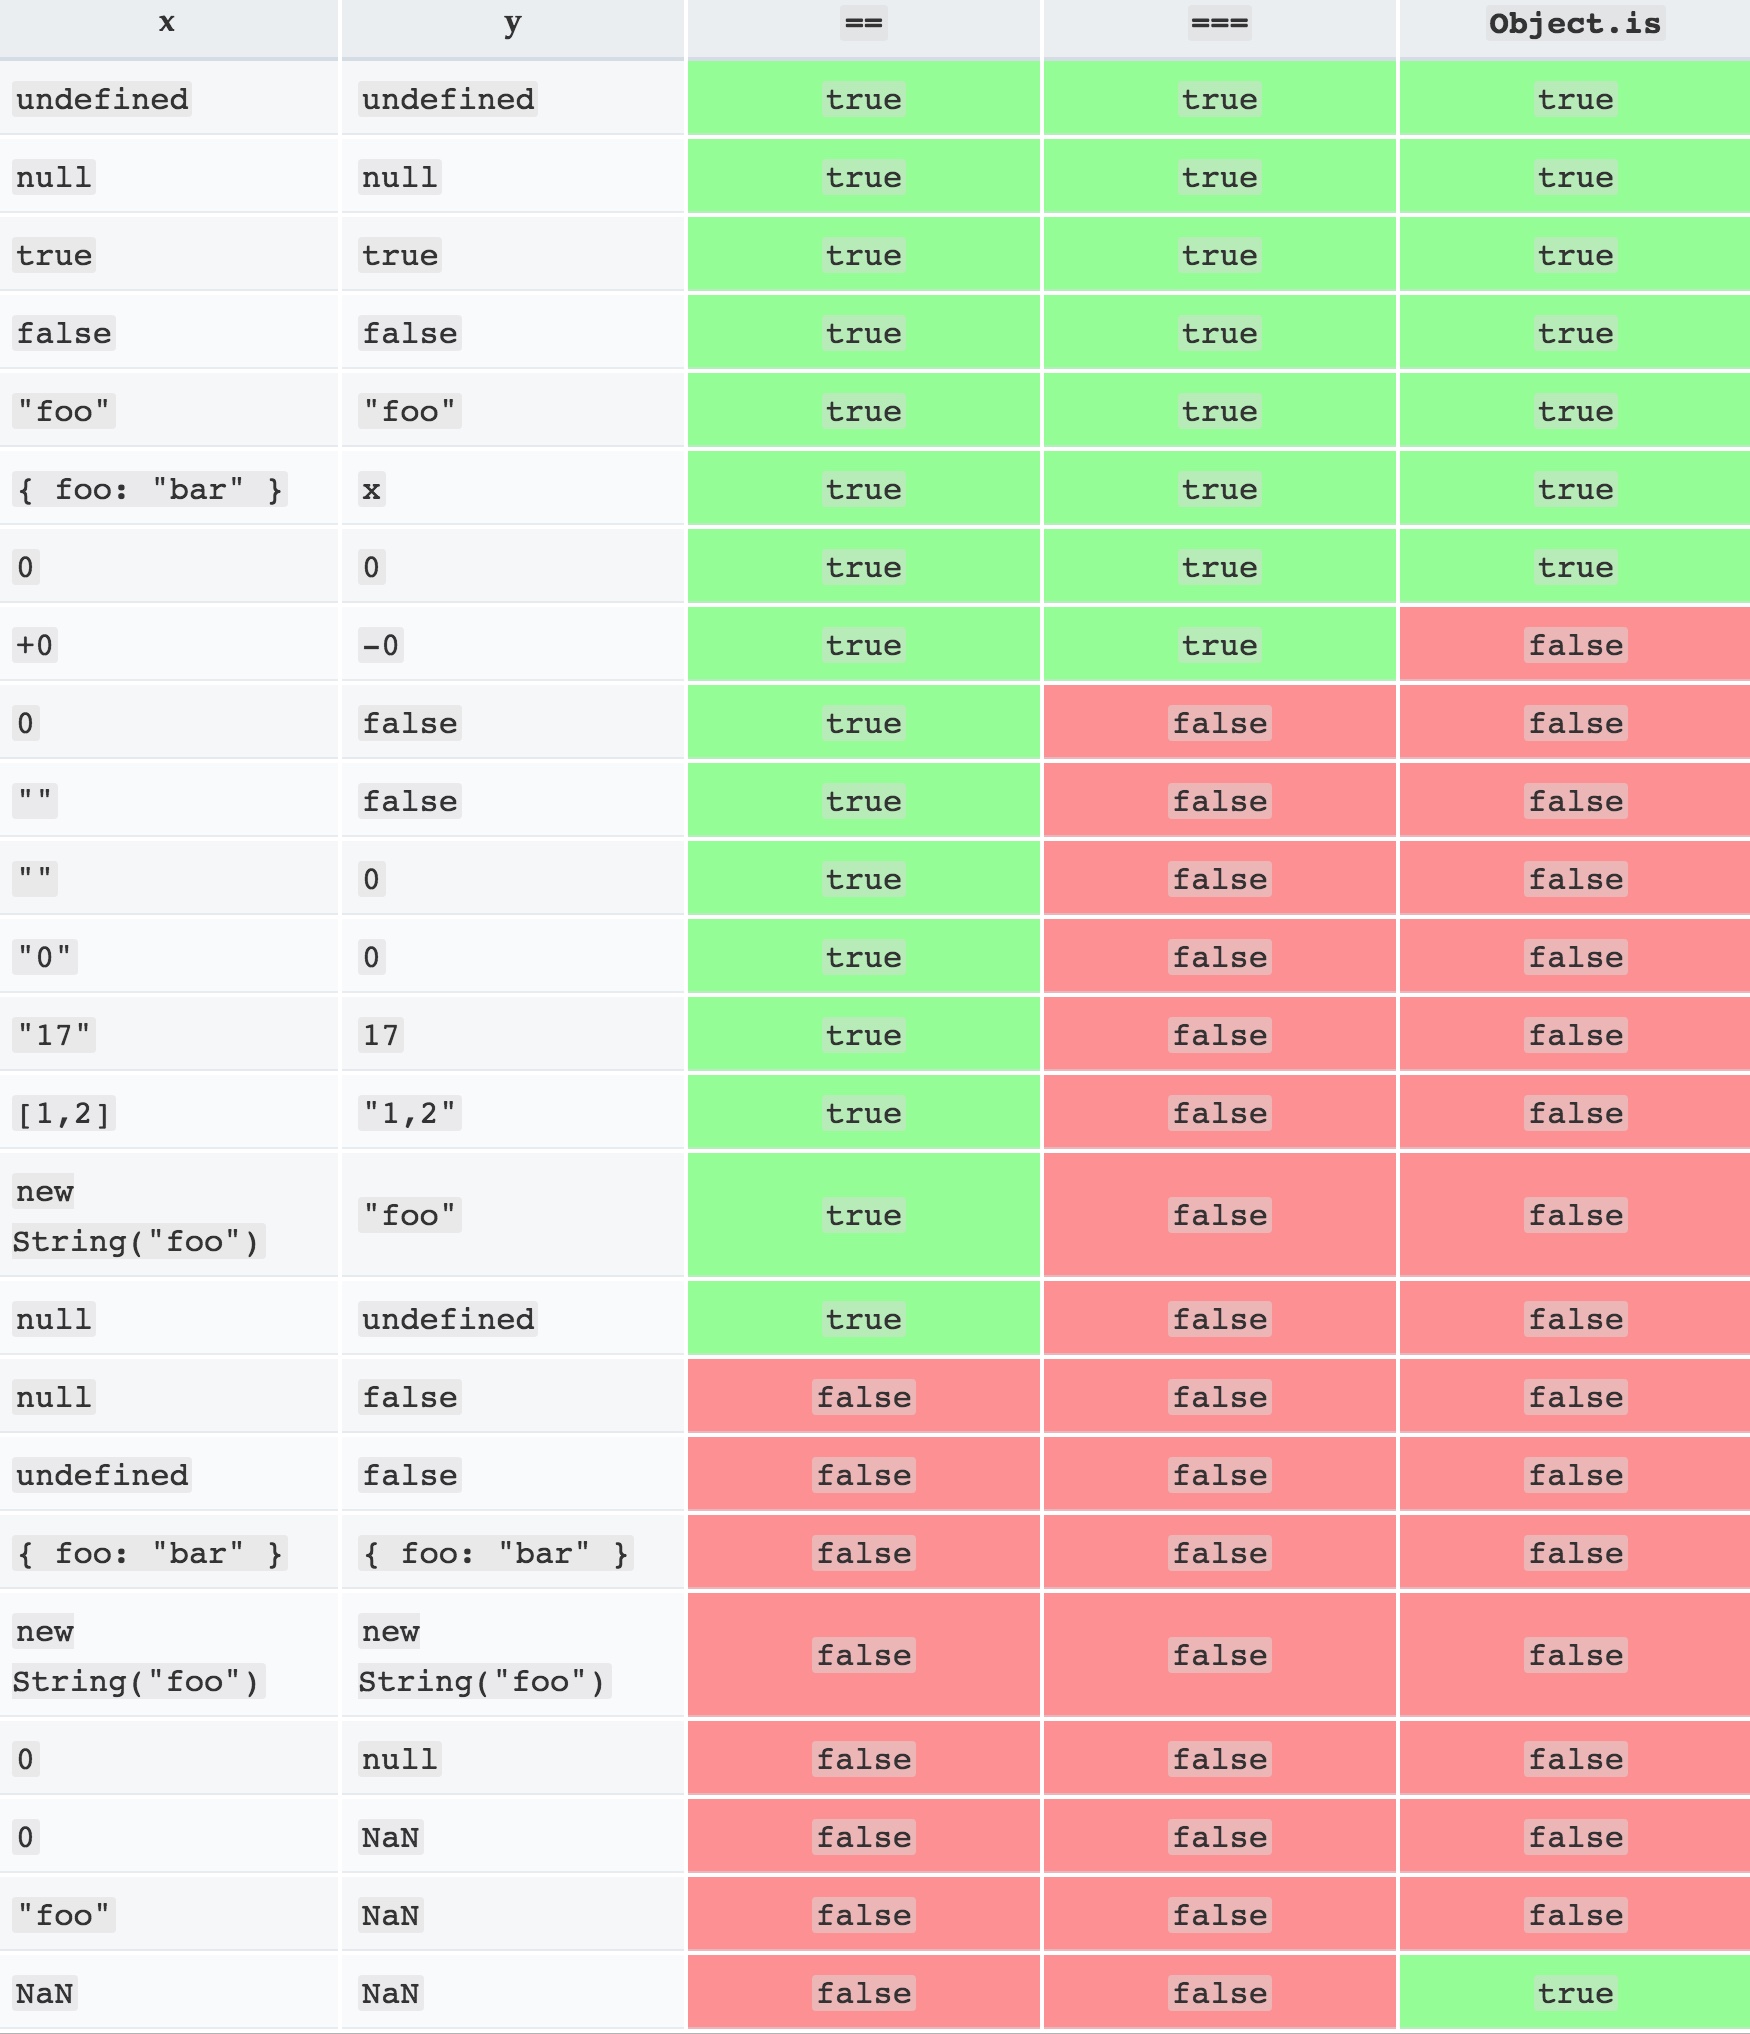 x y == === Object.is
undefined undefined true true true
null null true true true
true true true true true
false false true true true
"foo" "foo" true true true
{ foo: "bar" } x true true true
0 0 true true true
+0 -0 true true false
0 false true false false
"" false true false false
"" 0 true false false
"0" 0 true false false
"17" 17 true false false
[1,2] "1,2" true false false
new
String("foo") "foo" true false false
null undefined true false false
null false false false false
undefined false false false false
{ foo: "bar" } { foo: "bar" } false false false
new new
String("foo") String("foo") false false false
0 null false false false
0 NaN false false false
"foo" NaN false false false
NaN NaN false false true